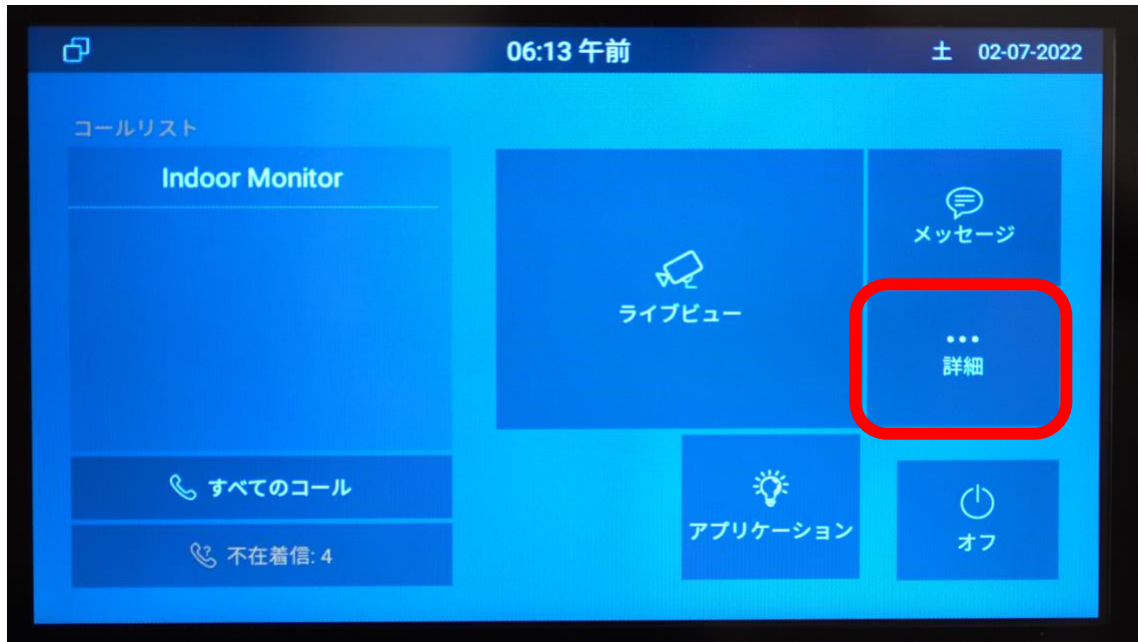 06:13 午前
土 02-07-2022
コールリスト
Indoor Monitor
メッセージ
ライブビュー
詳細
すべてのコール
アプリケーション
オフ
不在着信: 4